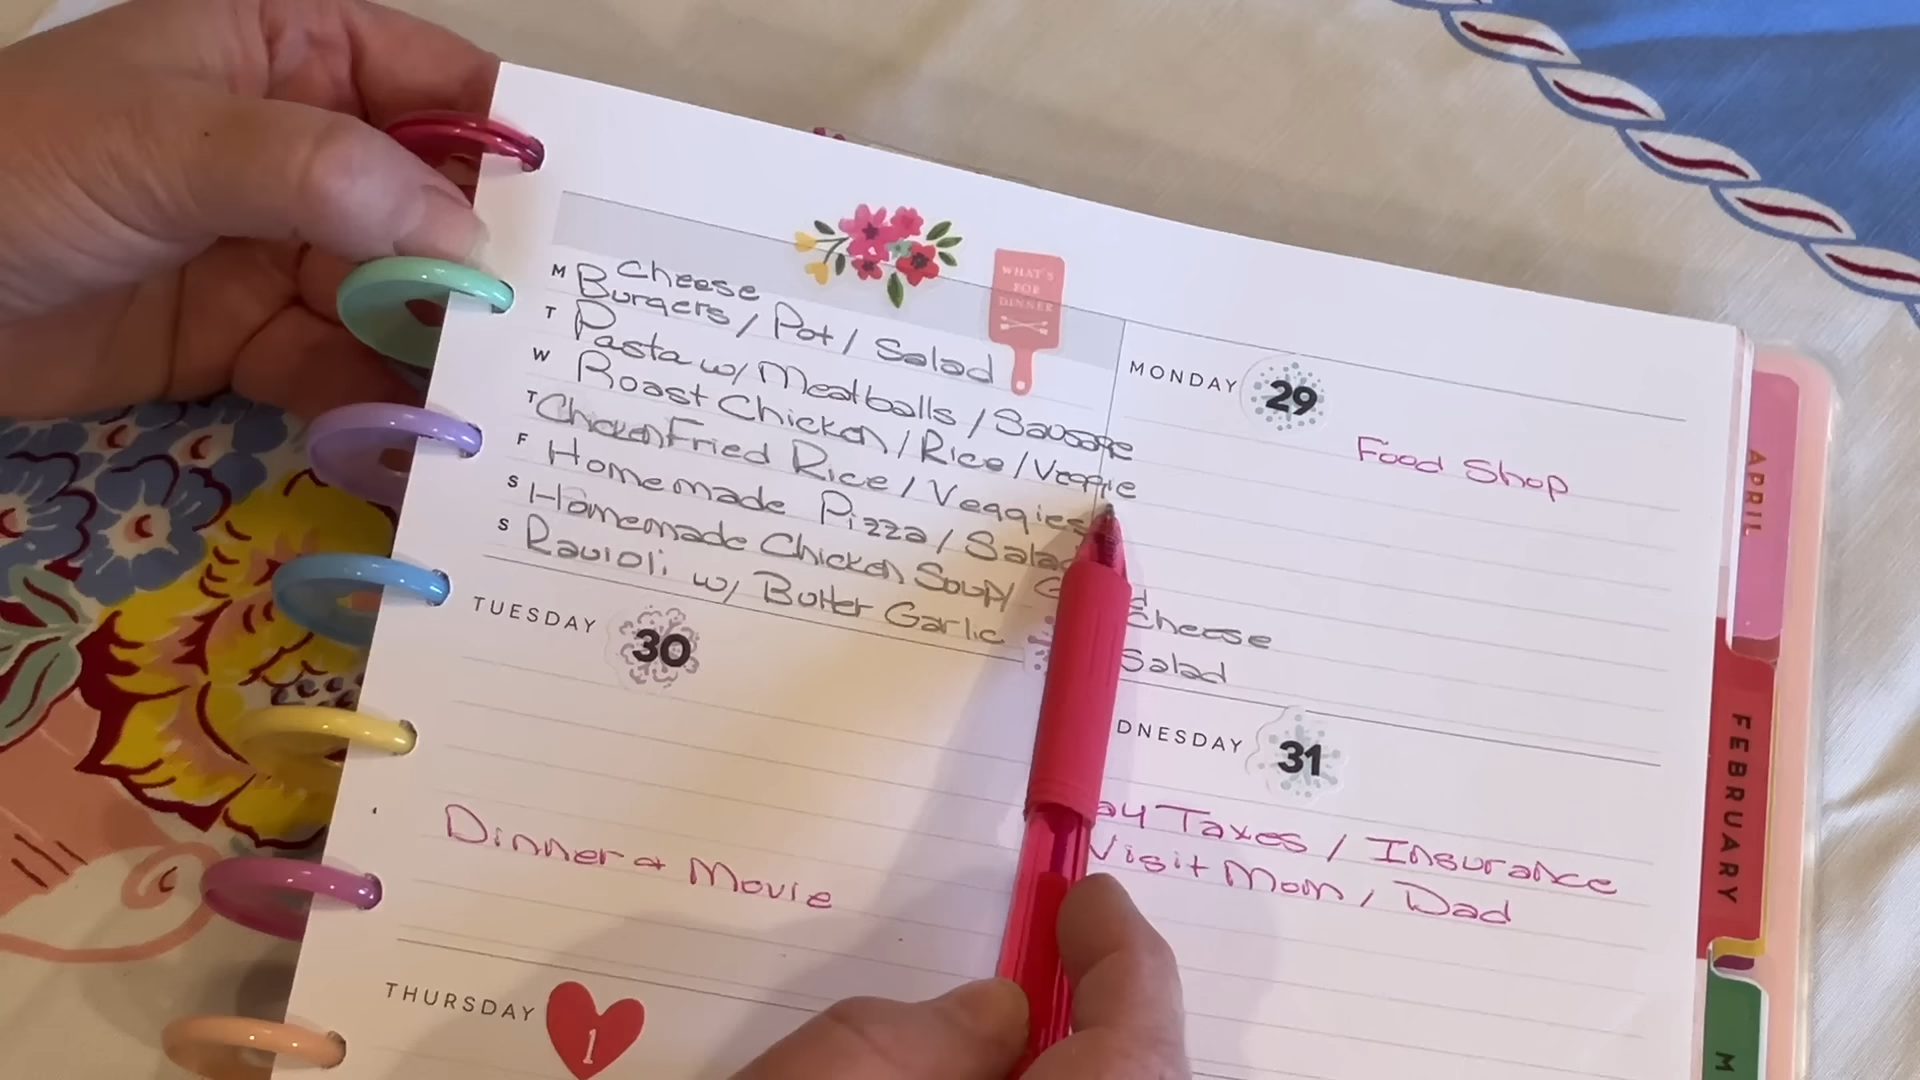 WHAT'S
FOR
DINNER
M Cheese
Burgers / Pot / Salad
T Pasta w/ Meatballs / Sausage
W Roast Chicken / Rice / Veggie
T Chicken Fried Rice / Veggies
F Homemade Pizza / Salad
S Homemade Chicken Soup / Cheese
S Ravioli w/ Butter Garlic Salad
MONDAY 29
Food Shop
TUESDAY 30
Dinner + Movie
DNESDAY 31
ay Taxes / Insurance
Visit Mom / Dad
THURSDAY 1
APRIL
FEBRUARY
M